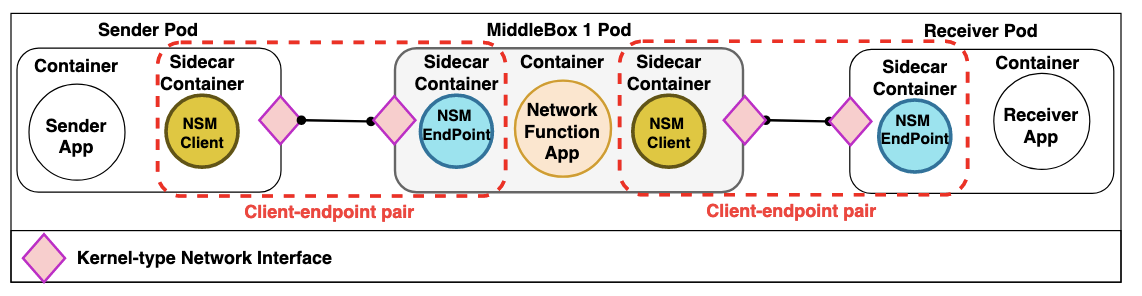 Sender Pod
MiddleBox 1 Pod
Receiver Pod
Container
Sender
App
Sidecar
Container
NSM
Client
Sidecar
Container
NSM
EndPoint
Container
Network
Function
App
Sidecar
Container
NSM
Client
Sidecar
Container
NSM
EndPoint
Container
Receiver
App
Client-endpoint pair
Client-endpoint pair
Kernel-type Network Interface